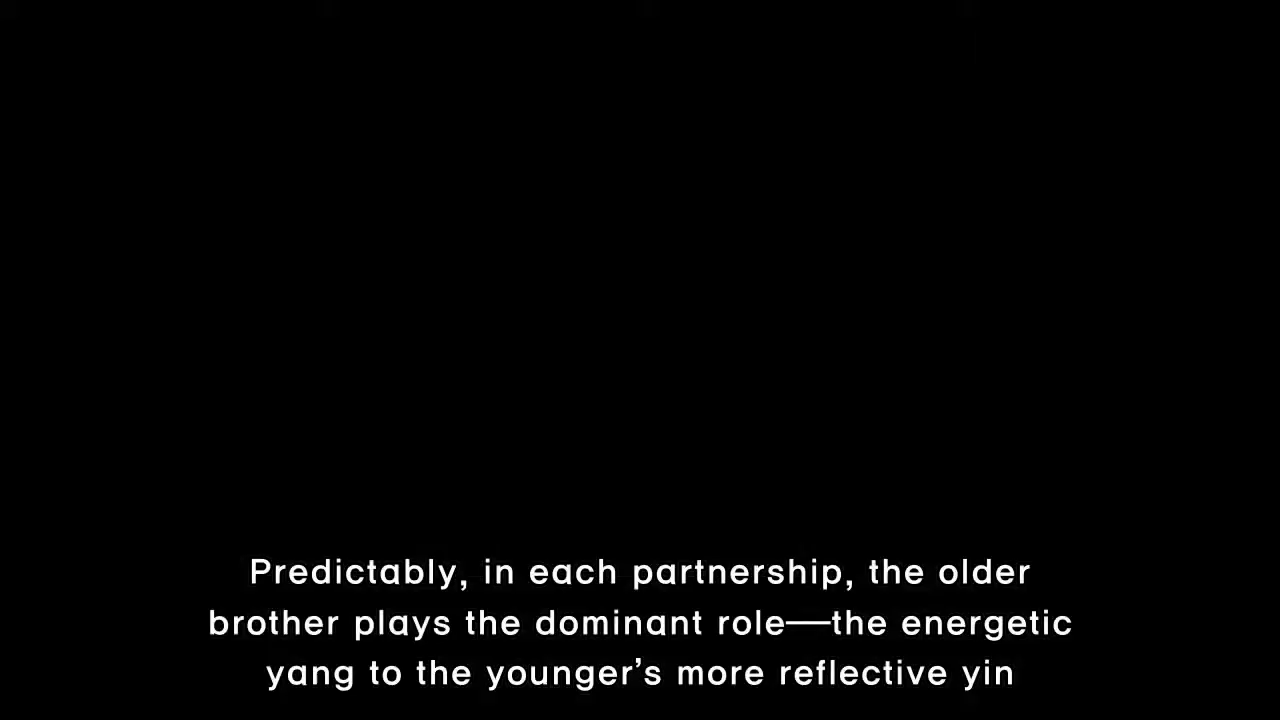 Predictably, in each partnership, the older
brother plays the dominant role—the energetic
yang to the younger’s more reflective yin